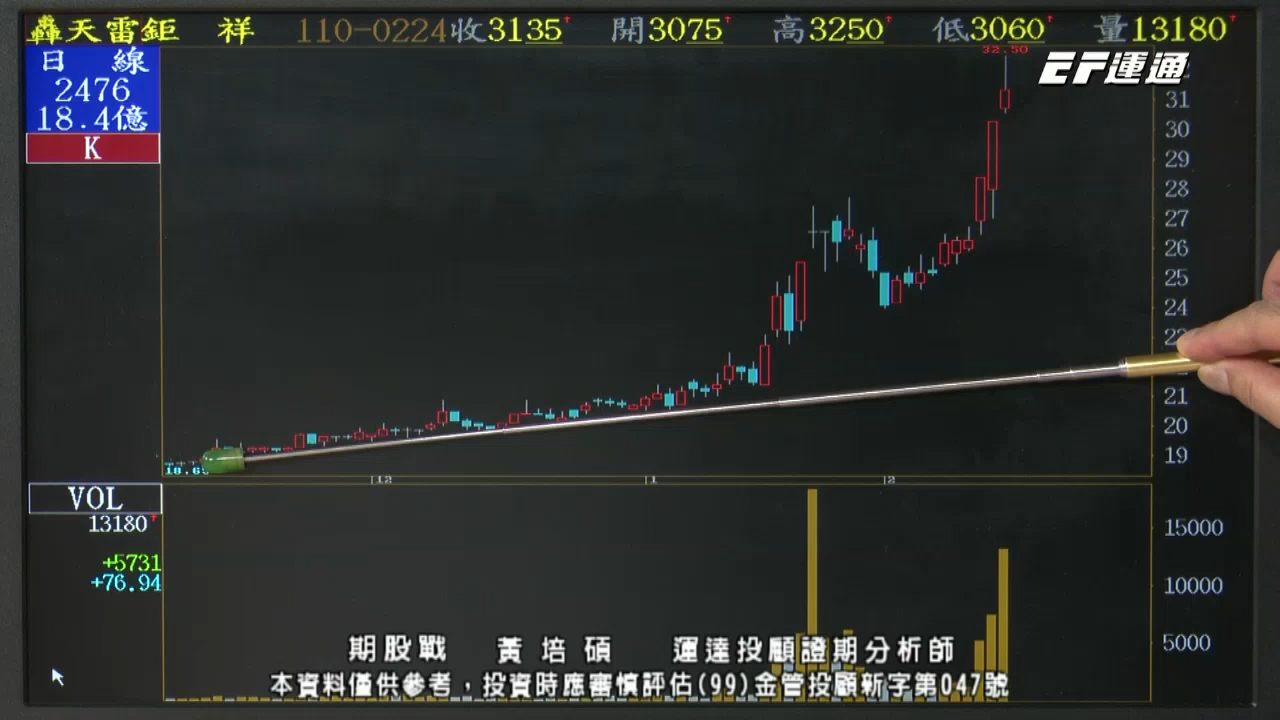 轟天雷鉅 祥 110-0224收3135↑ 開3075↑ 高3250↑ 低3060↑ 量13180↑
日 線
2476
18.4億
K
32.50
EF運通
31
30
29
28
27
26
25
24
21
20
19
12
1
2
VOL
13180↑
+5731
+76.94
15000
10000
5000
期股戰 黃培碩 運達投顧證期分析師
本資料僅供參考，投資時應審慎評估(99)金管投顧新字第047號